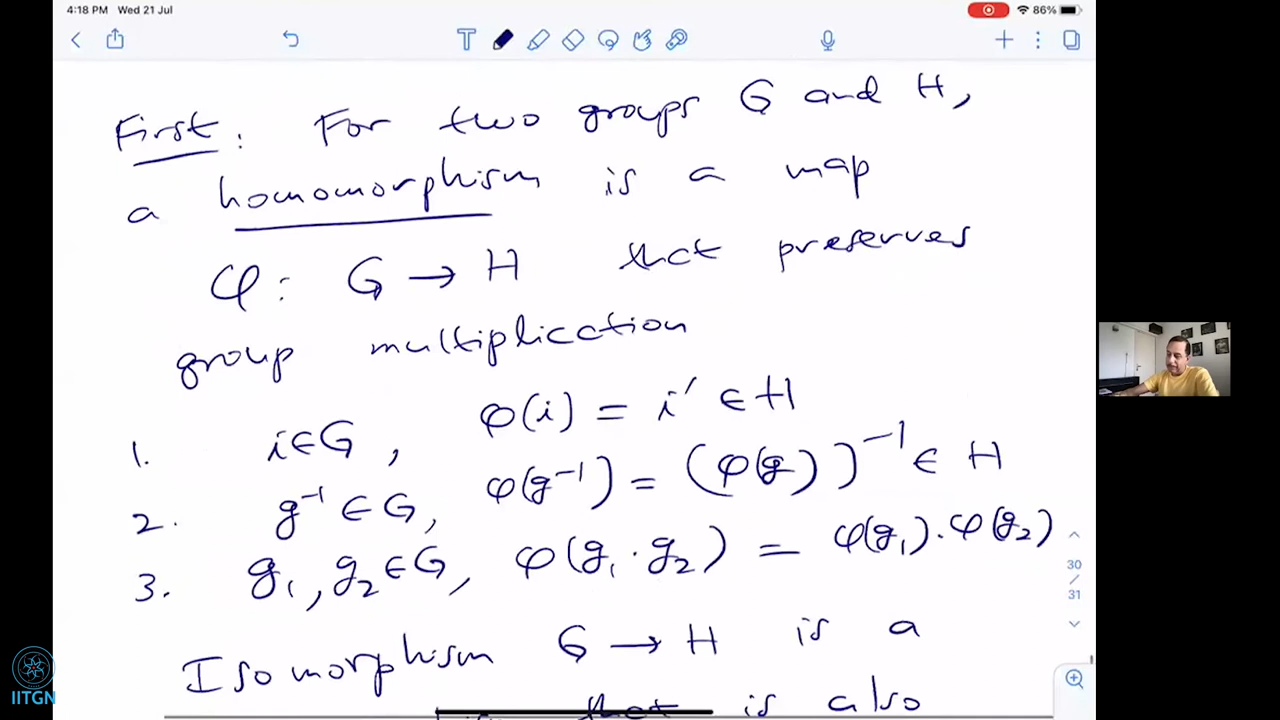 4:18 PM Wed 21 Jul
86%
First: For two groups G and H,
a homomorphism is a map
φ: G → H that preserves
group multiplication
1. i∈G, φ(i) = i′ ∈ H
2. g⁻¹ ∈ G, φ(g⁻¹) = (φ(g))⁻¹ ∈ H
3. g₁, g₂ ∈ G, φ(g₁ · g₂) = φ(g₁) · φ(g₂)
30
/
31
Isomorphism G → H is a
that is also
IITGN